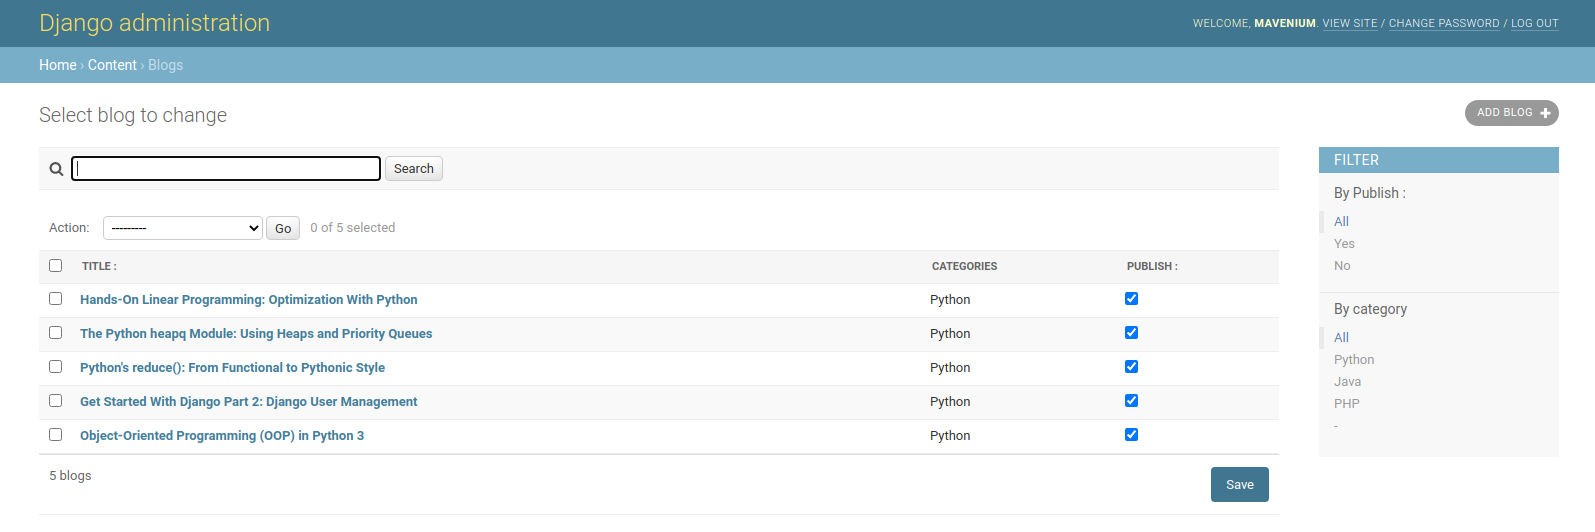 Django administration
WELCOME, MAVENIUM. VIEW SITE / CHANGE PASSWORD / LOG OUT
Home › Content › Blogs
Select blog to change
ADD BLOG +
Search
Action: --------- Go 0 of 5 selected
TITLE : CATEGORIES PUBLISH :
Hands-On Linear Programming: Optimization With Python Python
The Python heapq Module: Using Heaps and Priority Queues Python
Python's reduce(): From Functional to Pythonic Style Python
Get Started With Django Part 2: Django User Management Python
Object-Oriented Programming (OOP) in Python 3 Python
5 blogs
Save
FILTER
By Publish :
All
Yes
No
By category
All
Python
Java
PHP
-